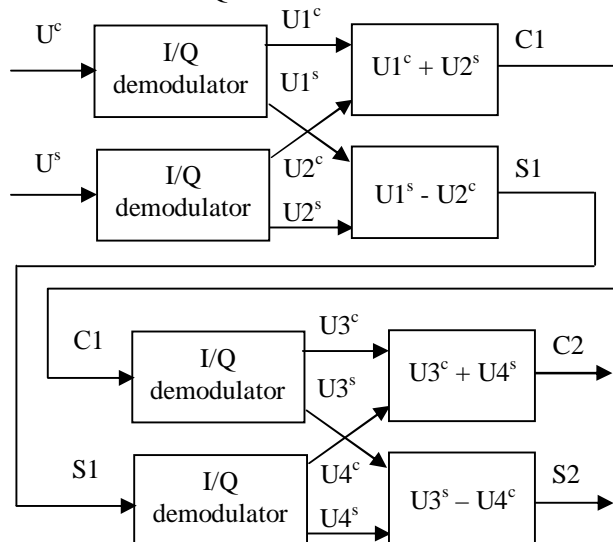 U^c
I/Q
demodulator
U1^c
U1^s
U1^c + U2^s
C1
U^s
I/Q
demodulator
U2^c
U2^s
U1^s - U2^c
S1
C1
I/Q
demodulator
U3^c
U3^s
U3^c + U4^s
C2
S1
I/Q
demodulator
U4^c
U4^s
U3^s – U4^c
S2